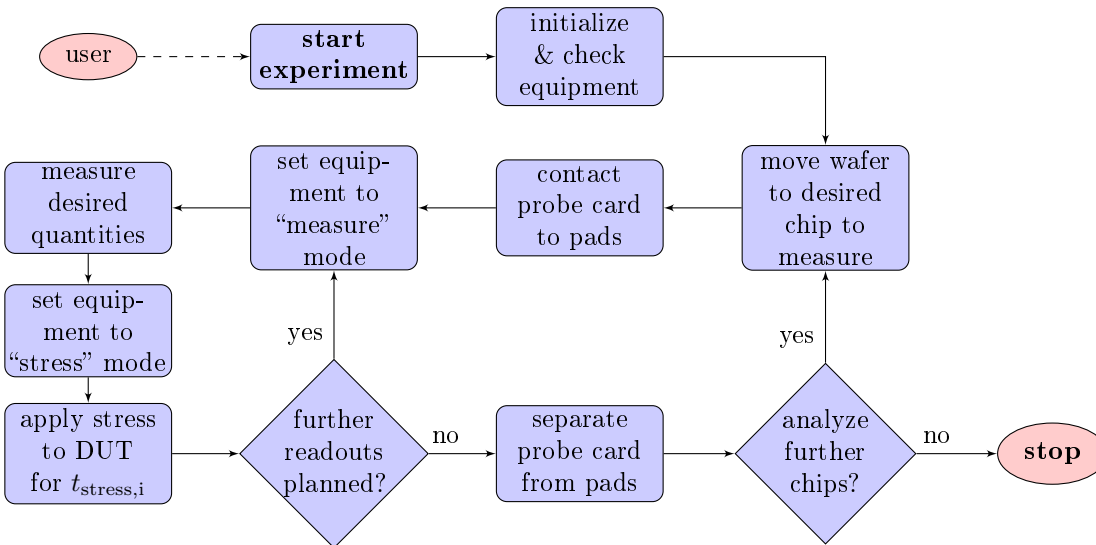 user
start
experiment
initialize
& check
equipment
measure
desired
quantities
set equip-
ment to
“measure”
mode
contact
probe card
to pads
move wafer
to desired
chip to
measure
set equip-
ment to
“stress” mode
yes
yes
apply stress
to DUT
for t_stress,i
further
readouts
planned?
no
separate
probe card
from pads
analyze
further
chips?
no
stop